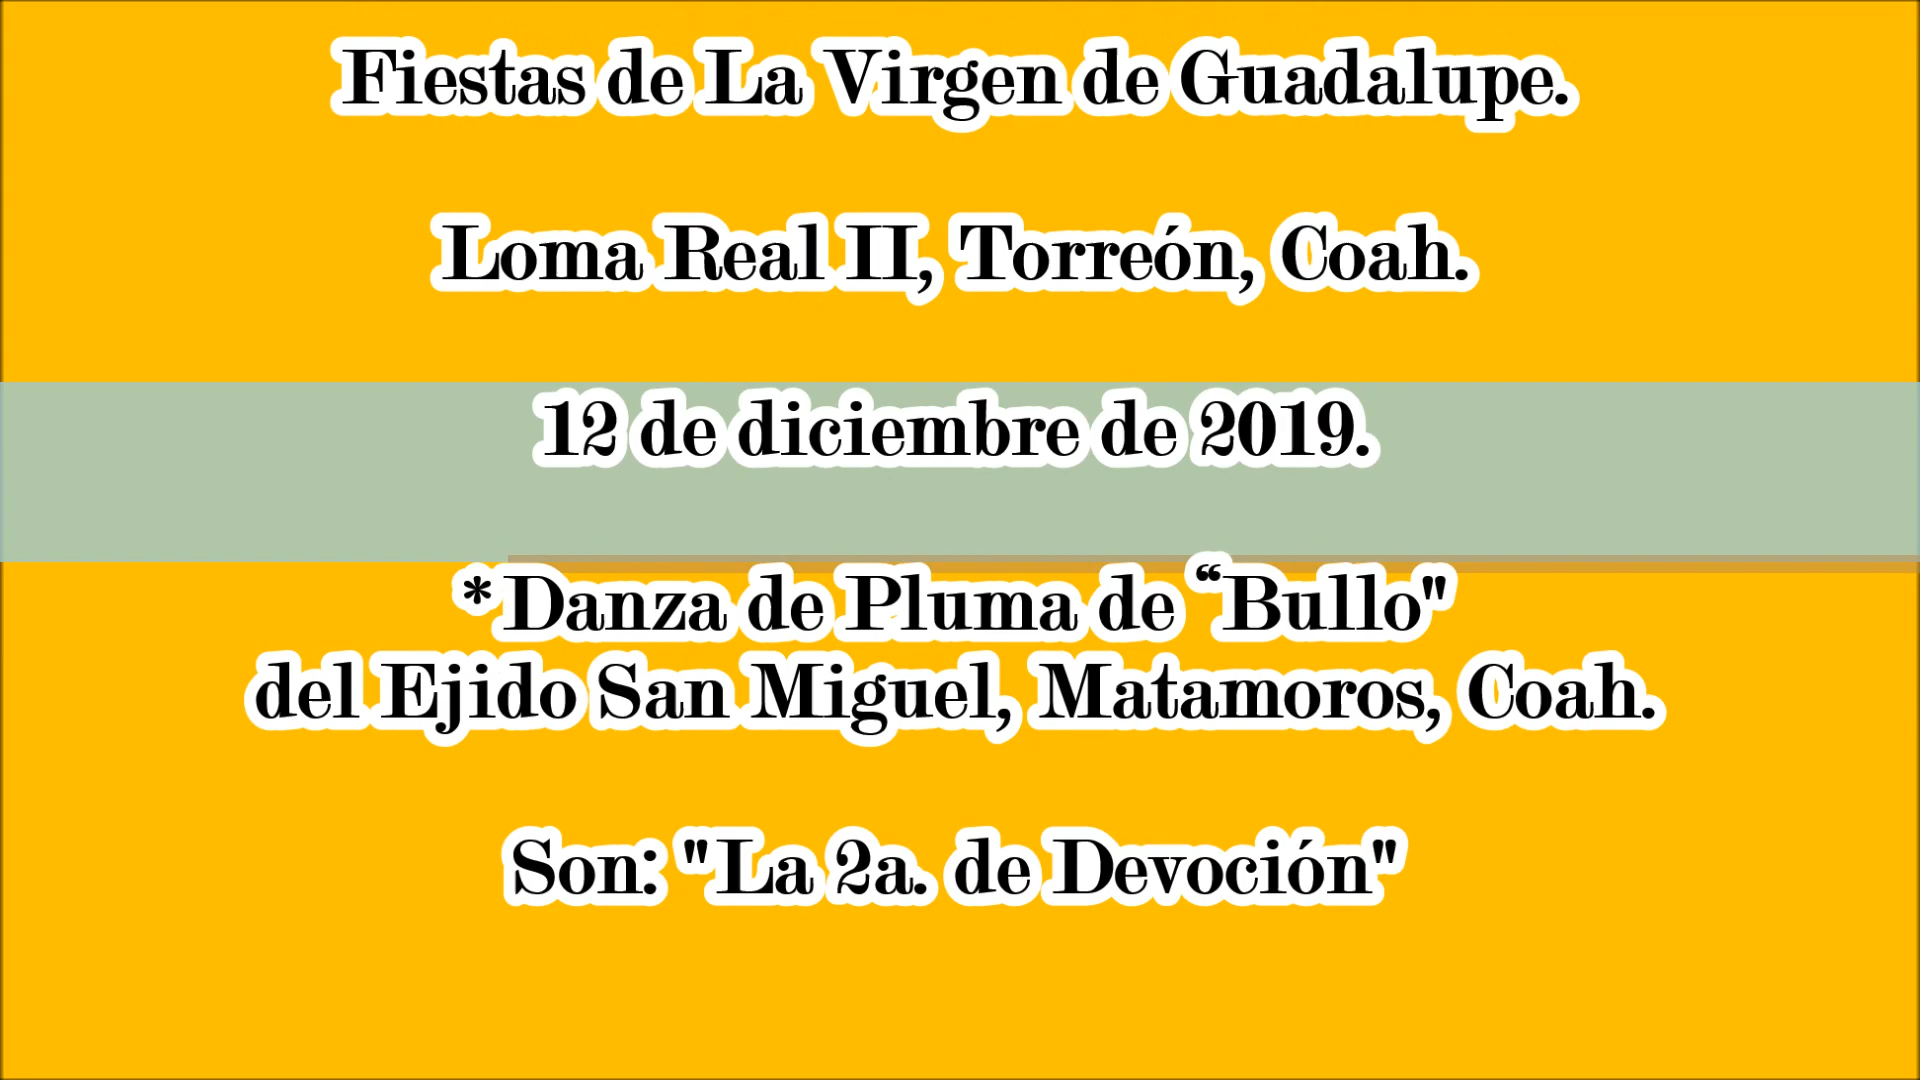 Fiestas de La Virgen de Guadalupe.
Loma Real II, Torreón, Coah.
12 de diciembre de 2019.
* Danza de Pluma de “Bullo"
del Ejido San Miguel, Matamoros, Coah.
Son: "La 2a. de Devoción"